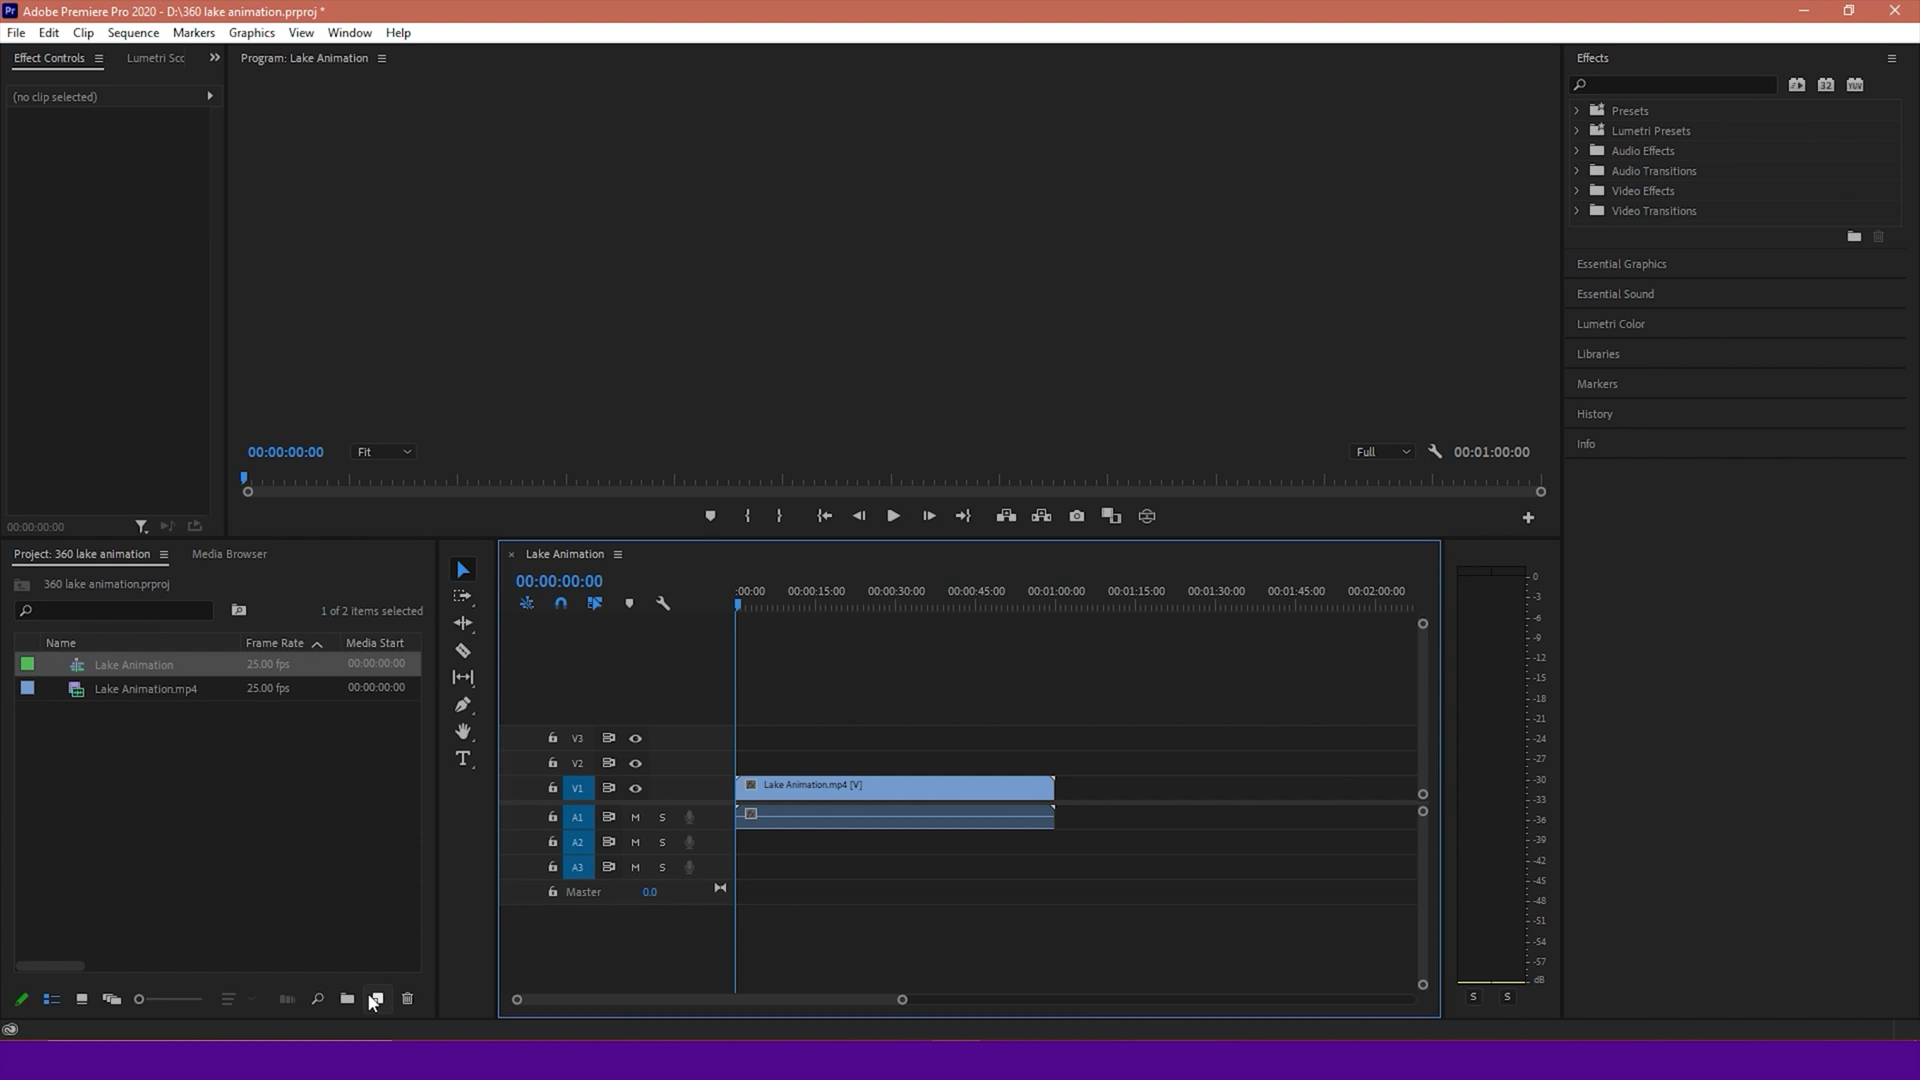 Adobe Premiere Pro 2020 - D:\360 lake animation.prproj *
File Edit Clip Sequence Markers Graphics View Window Help
Effect Controls Lumetri Sco
Program: Lake Animation
Effects
(no clip selected)
Presets
Lumetri Presets
Audio Effects
Audio Transitions
Video Effects
Video Transitions
Essential Graphics
Essential Sound
Lumetri Color
Libraries
Markers
History
Info
00:00:00:00 Fit Full 00:01:00:00
00:00:00:00
Project: 360 lake animation Media Browser
360 lake animation.prproj
1 of 2 items selected
Name Frame Rate Media Start
Lake Animation 25.00 fps 00:00:00:00
Lake Animation.mp4 25.00 fps 00:00:00:00
× Lake Animation
00:00:00:00
:00:00 00:00:15:00 00:00:30:00 00:00:45:00 00:01:00:00 00:01:15:00 00:01:30:00 00:01:45:00 00:02:00:00
V3
V2
V1 Lake Animation.mp4 [V]
A1 M S
A2 M S
A3 M S
Master 0.0
0
-3
-6
-9
-12
-15
-18
-21
-24
-27
-30
-33
-36
-39
-42
-45
-48
-51
-54
-57
dB
S S